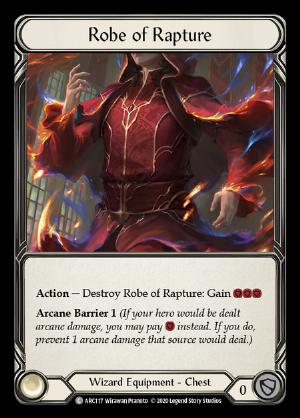 Robe of Rapture
Action — Destroy Robe of Rapture: Gain
Arcane Barrier 1 (If your hero would be dealt
arcane damage, you may pay instead. If you do,
prevent 1 arcane damage that source would deal.)
Wizard Equipment - Chest
0
C ARC117 Wirawan Pranoto © 2020 Legend Story Studios